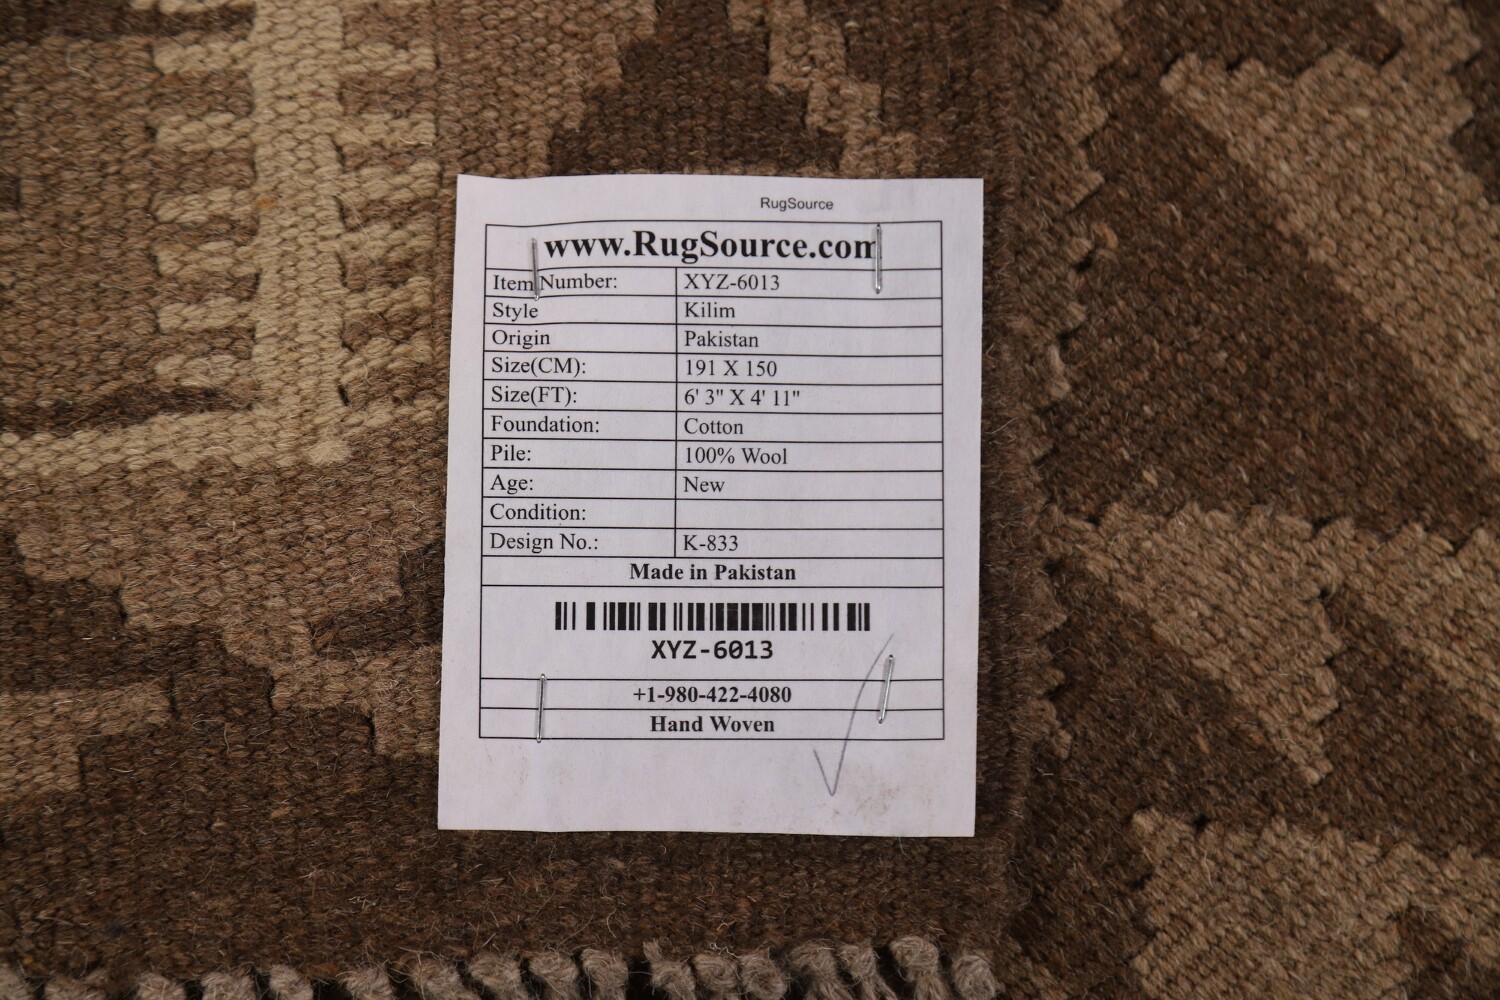 RugSource
www.RugSource.com
Item Number: XYZ-6013
Style Kilim
Origin Pakistan
Size(CM): 191 X 150
Size(FT): 6' 3" X 4' 11"
Foundation: Cotton
Pile: 100% Wool
Age: New
Condition:
Design No.: K-833
Made in Pakistan
XYZ-6013
+1-980-422-4080
Hand Woven